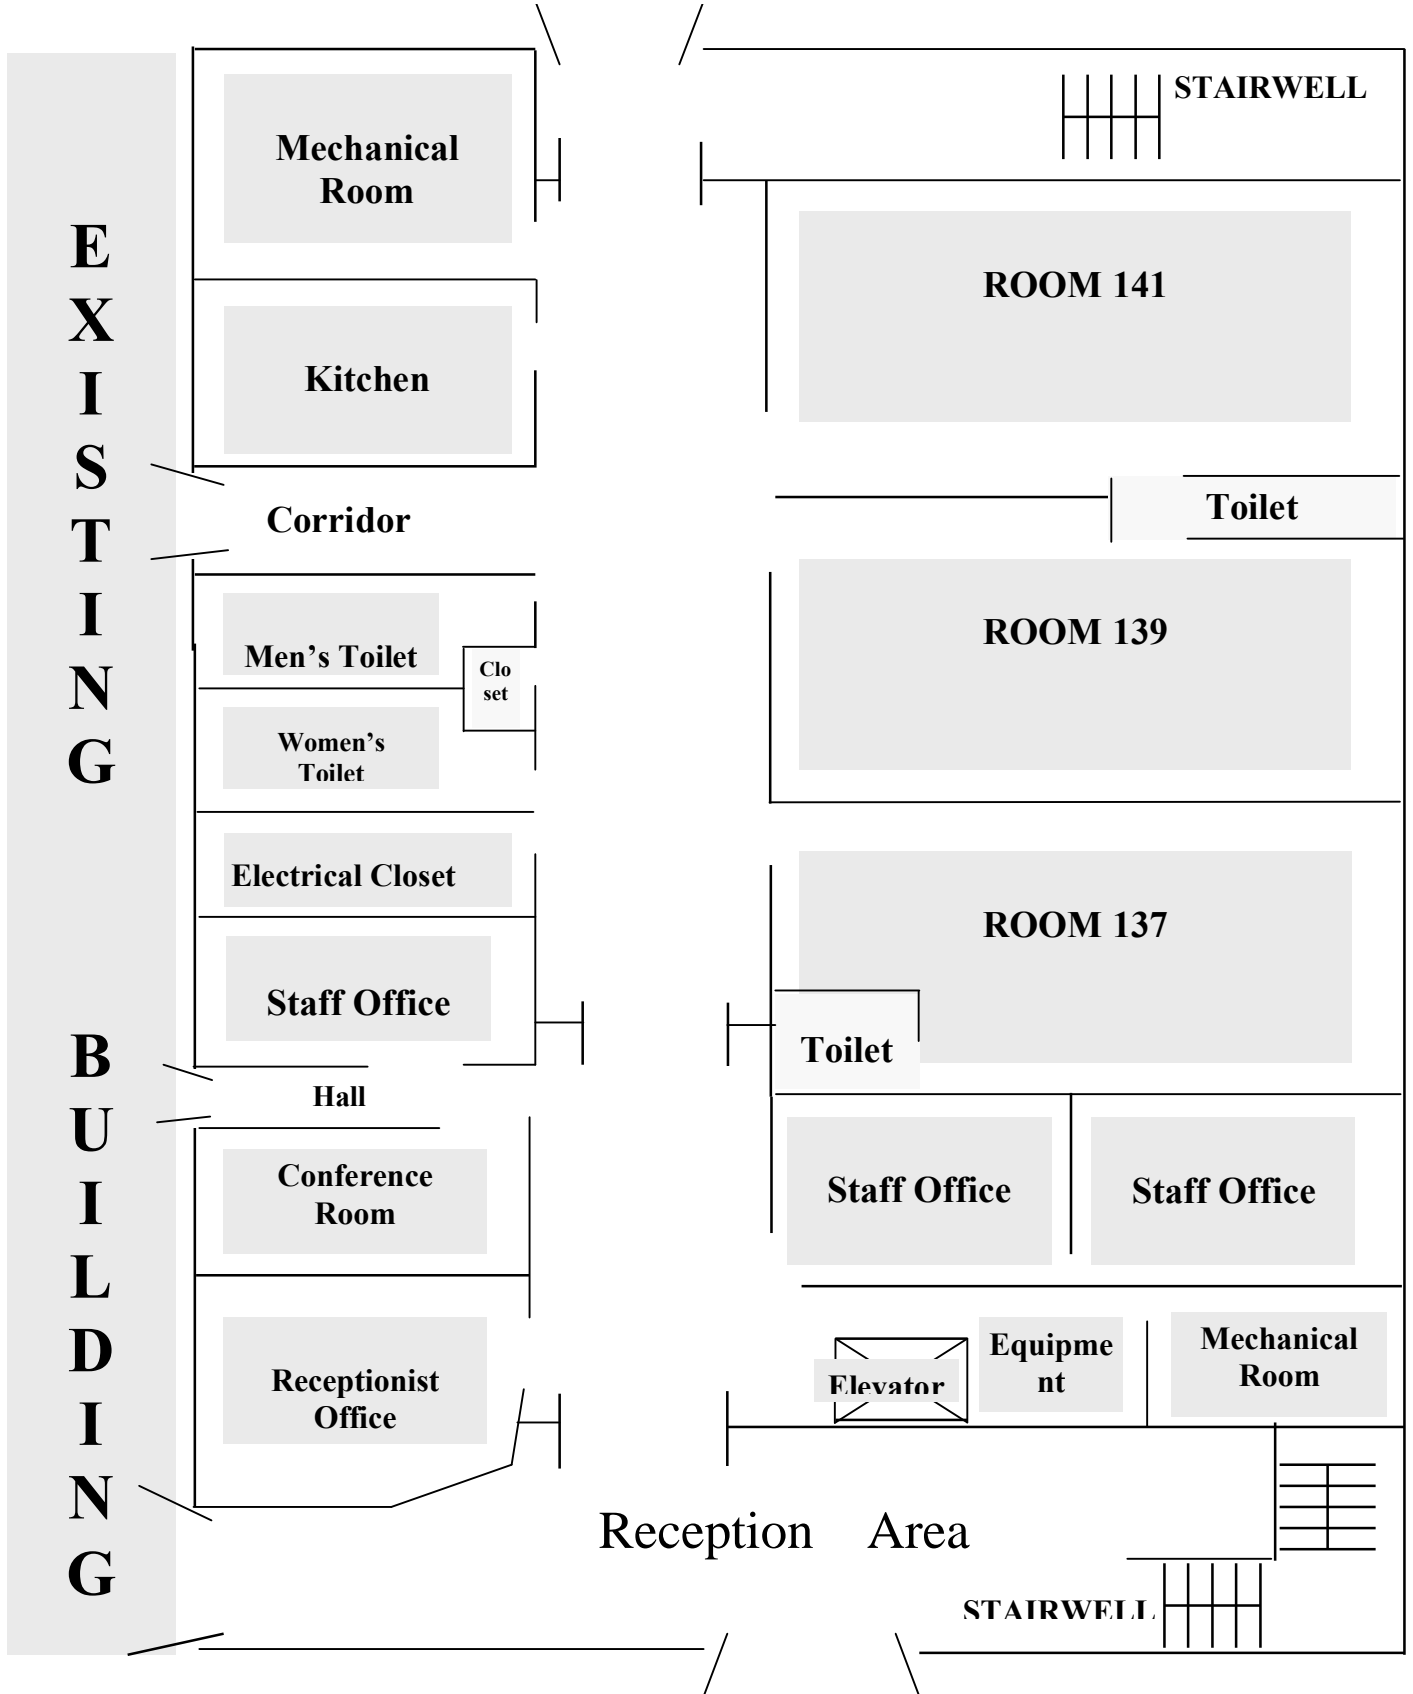 EXISTING
BUILDING
STAIRWELL
Mechanical
Room
ROOM 141
Kitchen
Toilet
Corridor
ROOM 139
Men’s Toilet
Clo
set
Women’s
Toilet
Electrical Closet
ROOM 137
Staff Office
Toilet
Hall
Conference
Room
Staff Office
Staff Office
Elevator
Equipme
nt
Mechanical
Room
Receptionist
Office
Reception Area
STAIRWELL